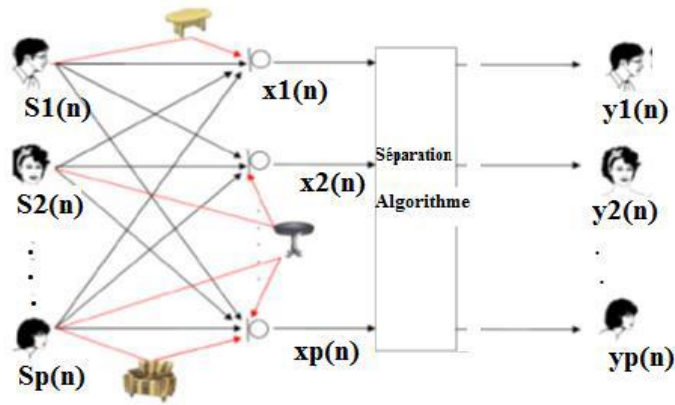 S1(n)
x1(n)
y1(n)
S2(n)
x2(n)
Séparation
Algorithme
y2(n)
Sp(n)
xp(n)
yp(n)